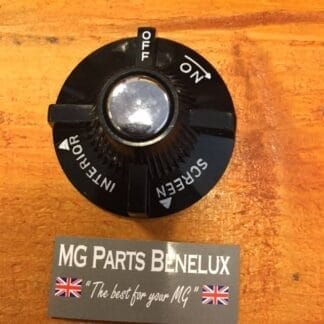 OFF
ON
SCREEN
INTERIOR
MG PARTS BENELUX
"The best for your MG"